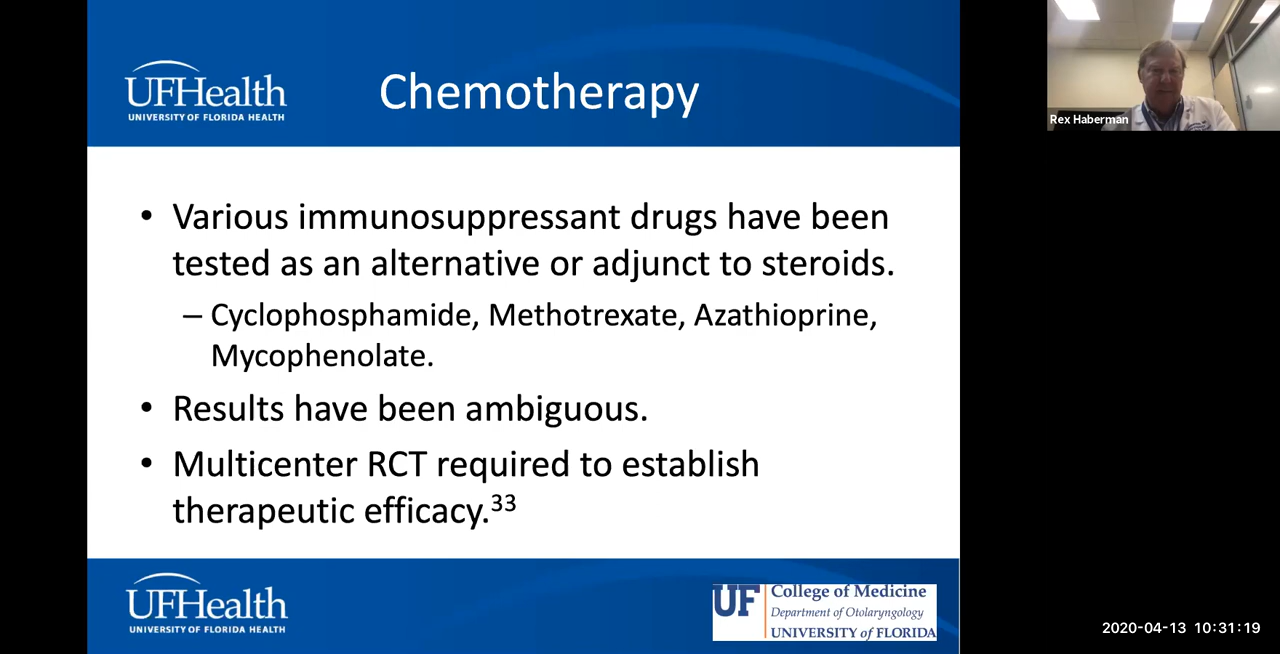 UFHealth
UNIVERSITY OF FLORIDA HEALTH
Chemotherapy
Rex Haberman
• Various immunosuppressant drugs have been
tested as an alternative or adjunct to steroids.
– Cyclophosphamide, Methotrexate, Azathioprine,
Mycophenolate.
• Results have been ambiguous.
• Multicenter RCT required to establish
therapeutic efficacy.³³
UFHealth
UNIVERSITY OF FLORIDA HEALTH
UF
College of Medicine
Department of Otolaryngology
UNIVERSITY of FLORIDA
2020-04-13 10:31:19